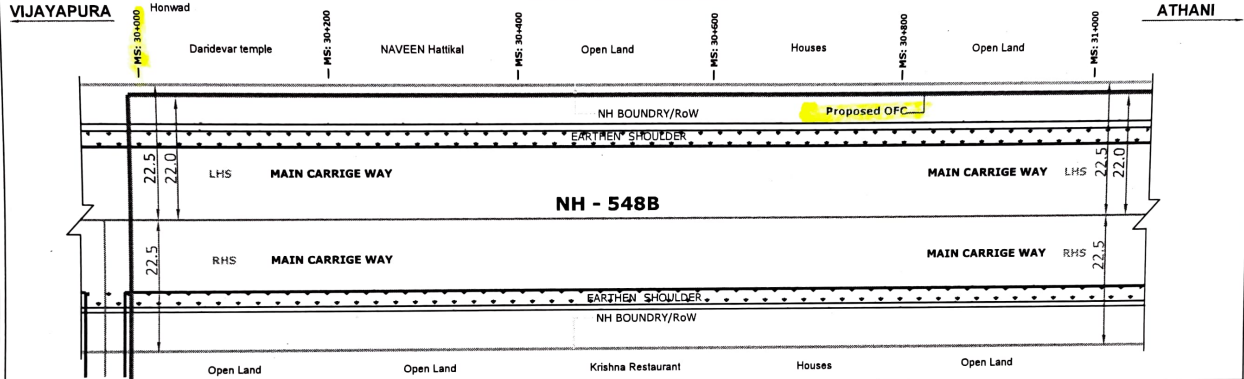 VIJAYAPURA
Honwad
ATHANI
MS: 30+000
MS: 30+200
MS: 30+400
MS: 30+600
MS: 30+800
MS: 31+000
Daridevar temple
NAVEEN Hattikal
Open Land
Houses
Open Land
NH BOUNDRY/RoW
Proposed OFC
EARTHEN SHOULDER
22.5
22.0
LHS
MAIN CARRIGE WAY
MAIN CARRIGE WAY
LHS
22.5
22.0
NH - 548B
22.5
RHS
MAIN CARRIGE WAY
MAIN CARRIGE WAY
RHS
22.5
EARTHEN SHOULDER
NH BOUNDRY/RoW
Open Land
Open Land
Krishna Restaurant
Houses
Open Land